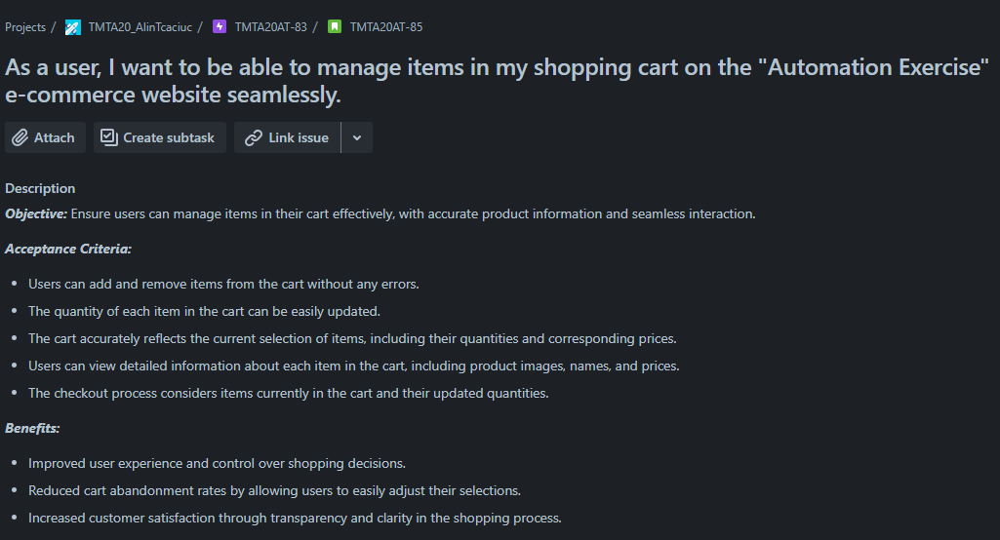 Projects / TMTA20_AlinTcaciuc / TMTA20AT-83 / TMTA20AT-85
As a user, I want to be able to manage items in my shopping cart on the "Automation Exercise"
e-commerce website seamlessly.
Attach Create subtask Link issue
Description
Objective: Ensure users can manage items in their cart effectively, with accurate product information and seamless interaction.
Acceptance Criteria:
• Users can add and remove items from the cart without any errors.
• The quantity of each item in the cart can be easily updated.
• The cart accurately reflects the current selection of items, including their quantities and corresponding prices.
• Users can view detailed information about each item in the cart, including product images, names, and prices.
• The checkout process considers items currently in the cart and their updated quantities.
Benefits:
• Improved user experience and control over shopping decisions.
• Reduced cart abandonment rates by allowing users to easily adjust their selections.
• Increased customer satisfaction through transparency and clarity in the shopping process.